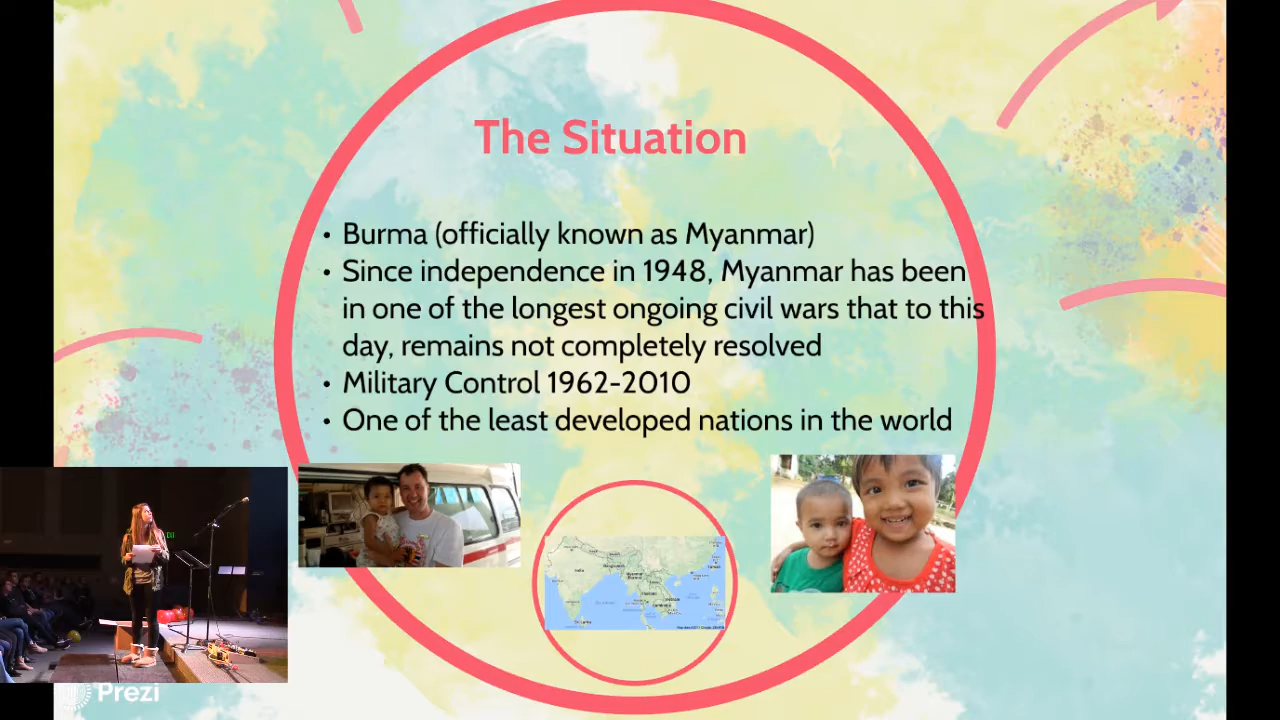 The Situation
• Burma (officially known as Myanmar)
• Since independence in 1948, Myanmar has been
in one of the longest ongoing civil wars that to this
day, remains not completely resolved
• Military Control 1962-2010
• One of the least developed nations in the world
Prezi